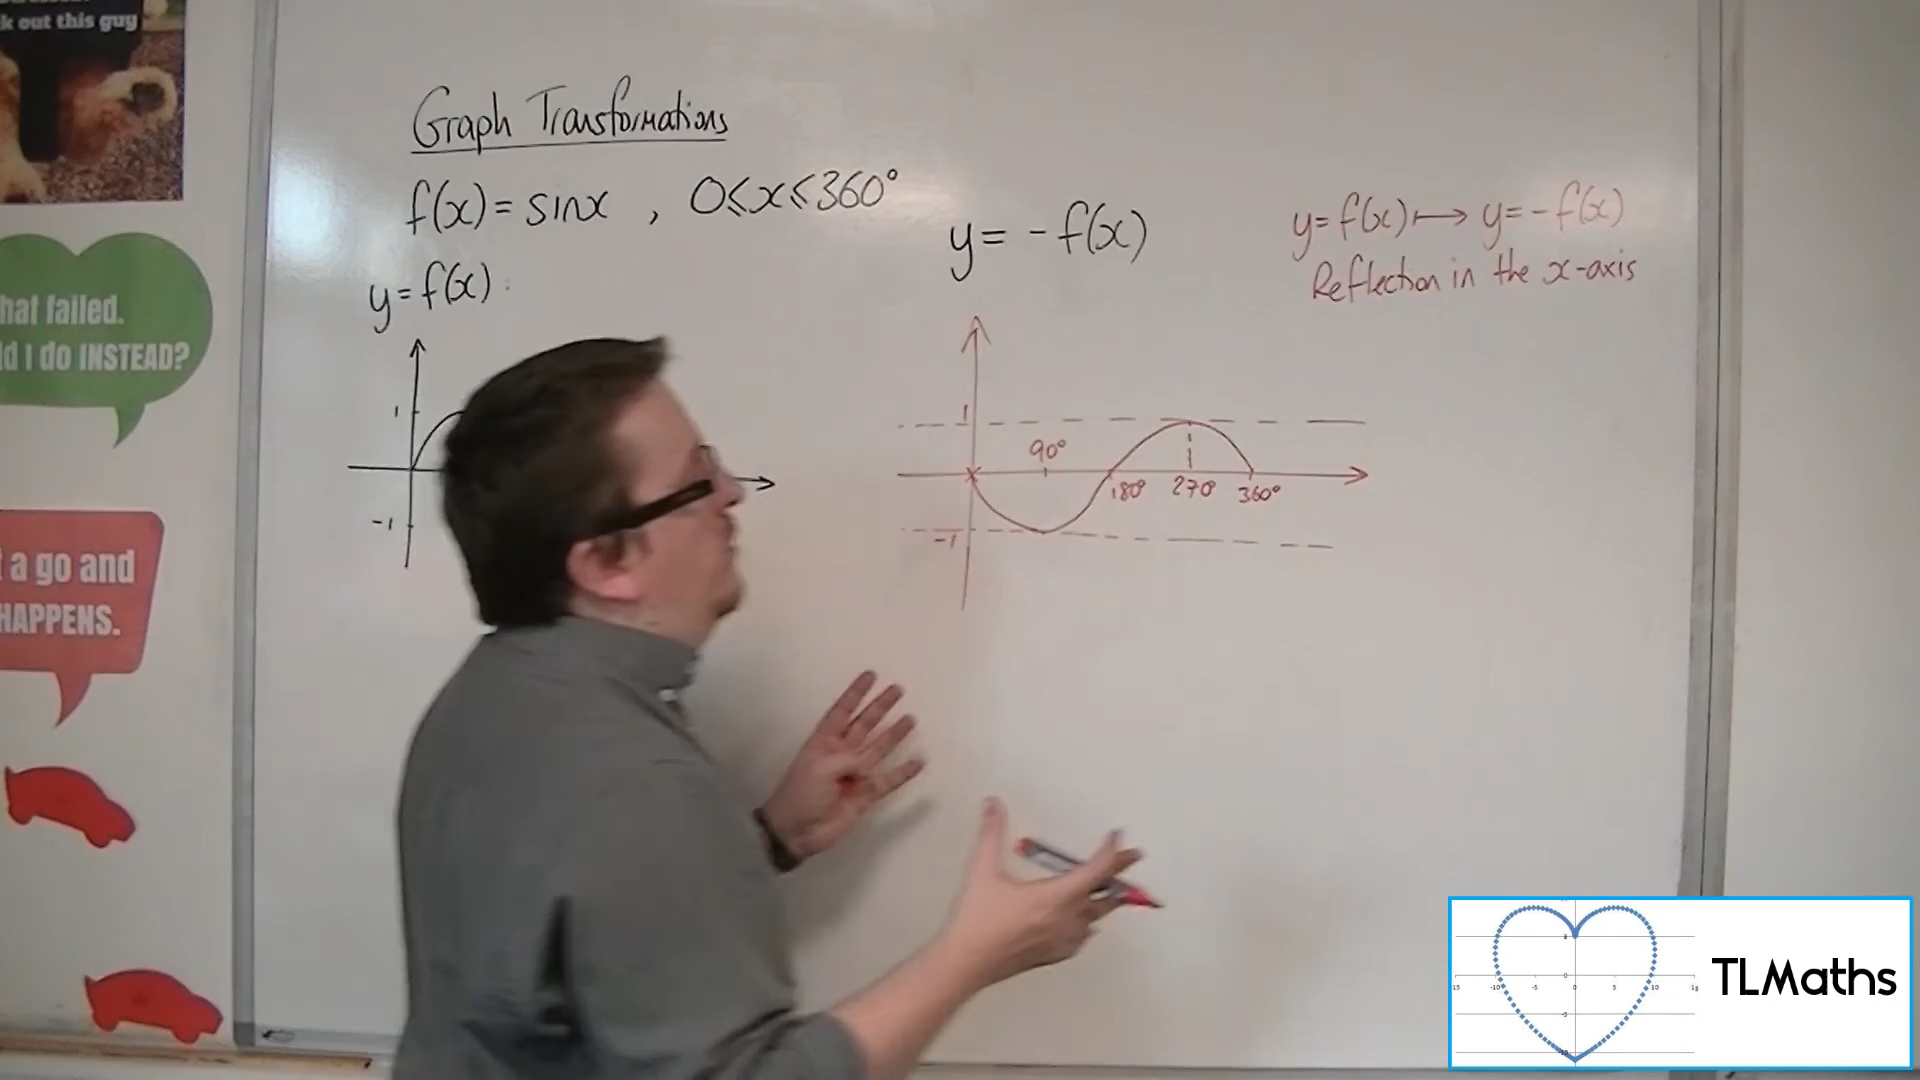 k out this guy
hat failed.
d I do INSTEAD?
t a go and
HAPPENS.
Graph Transformations
f(x) = sinx , 0≤x≤360°
y = f(x) :
1
-1
y = -f(x)
1
90°
180° 270° 360°
-1
y = f(x) ↦ y = -f(x)
Reflection in the x-axis
TLMaths